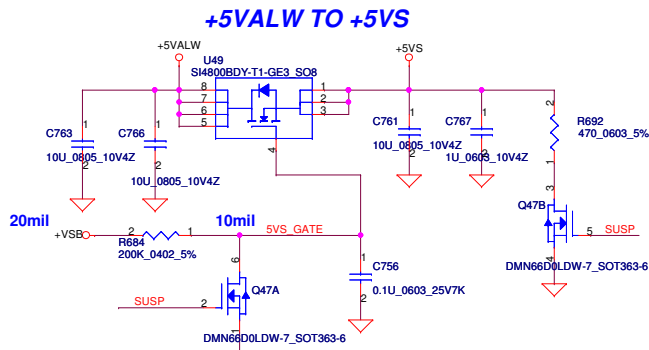 +5VALW TO +5VS
+5VALW
U49
SI4800BDY-T1-GE3_SO8
+5VS
8
7
6
5
1
2
3
4
C763
1
2
10U_0805_10V4Z
C766
1
2
10U_0805_10V4Z
C761
1
2
10U_0805_10V4Z
C767
1
2
1U_0603_10V4Z
2
R692
470_0603_5%
1
3
Q47B
5
SUSP
4
DMN66D0LDW-7_SOT363-6
20mil
10mil
+VSB
2
1
5VS_GATE
R684
200K_0402_5%
6
Q47A
SUSP
2
1
DMN66D0LDW-7_SOT363-6
1
C756
0.1U_0603_25V7K
2